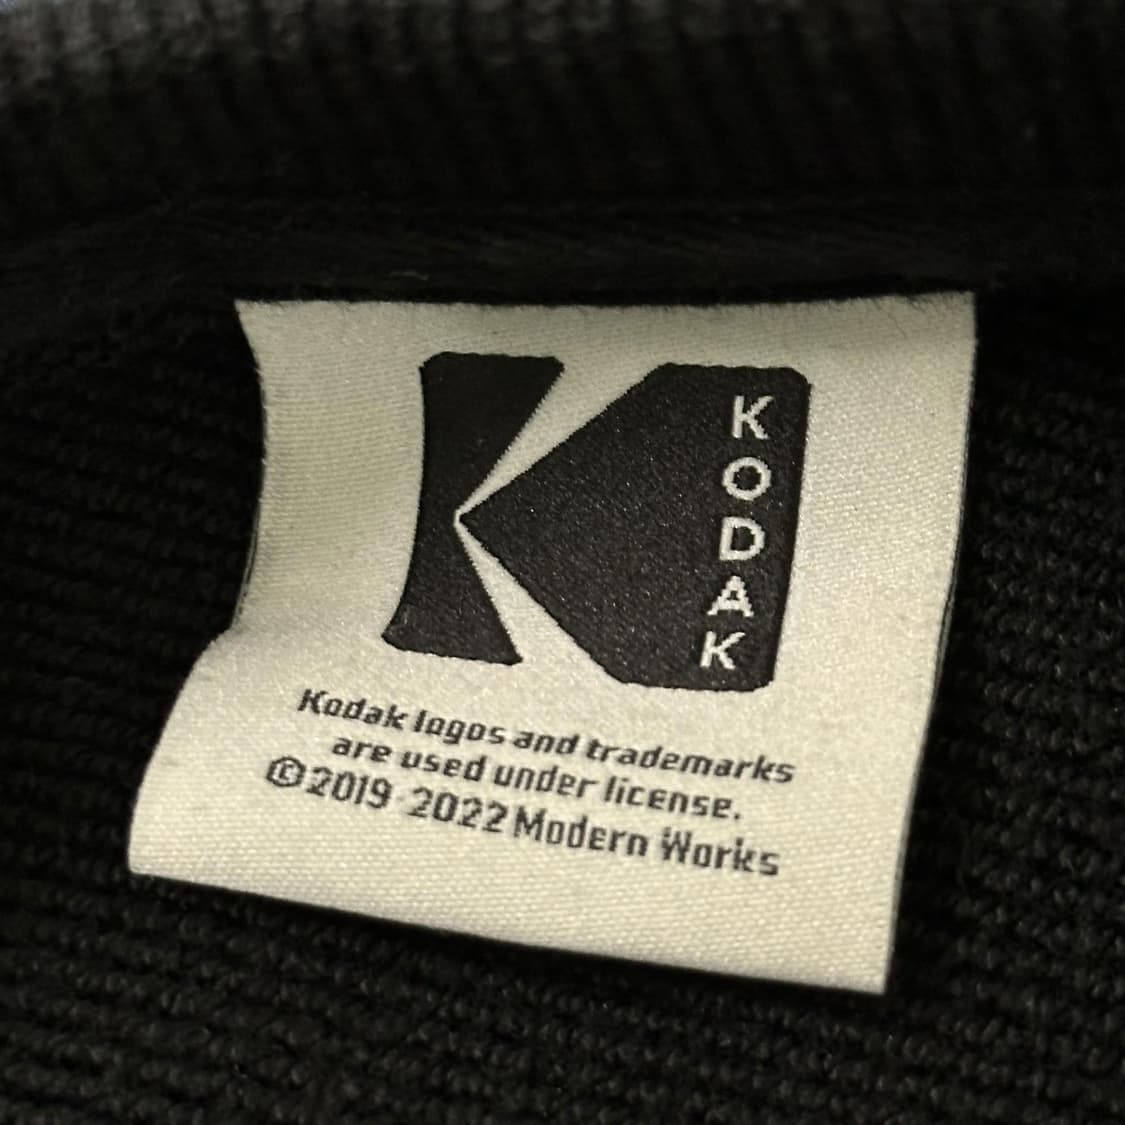 KODAK
Kodak logos and trademarks
are used under license.
©2019-2022 Modern Works